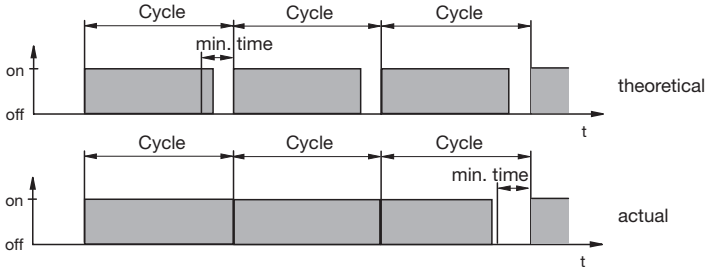 Cycle Cycle Cycle
min. time
on
theoretical
off
t
Cycle Cycle Cycle
min. time
on
actual
off
t